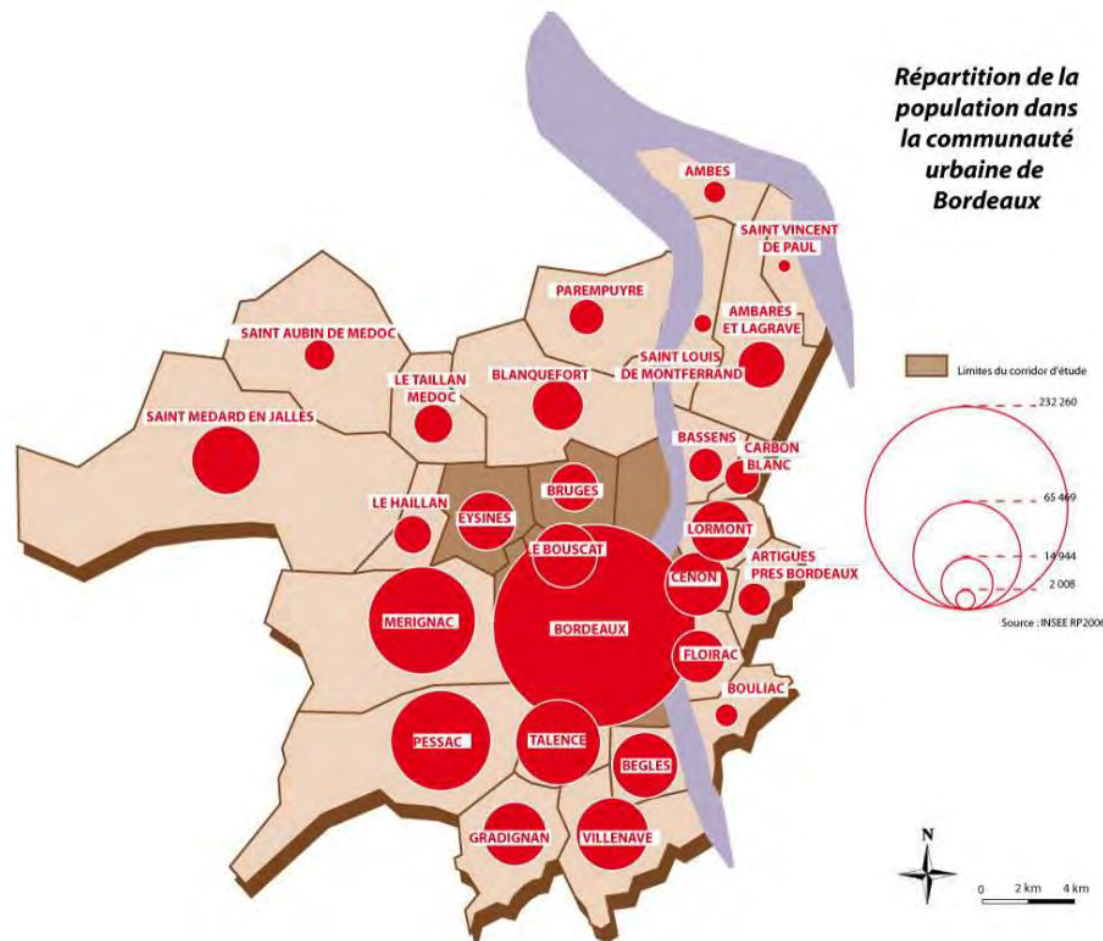 Répartition de la
population dans
la communauté
urbaine de
Bordeaux
AMBES
SAINT VINCENT
DE PAUL
PAREMPUYRE
AMBARES
ET LAGRAVE
SAINT AUBIN DE MEDOC
SAINT LOUIS
DE MONTFERRAND
LE TAILLAN
MEDOC
BLANQUEFORT
SAINT MEDARD EN JALLES
BASSENS
CARBON
BLANC
LE HAILLAN
EYSINES
BRUGES
LORMONT
LE BOUSCAT
ARTIGUES
PRES BORDEAUX
CENON
MERIGNAC
BORDEAUX
FLOIRAC
BOULIAC
PESSAC
TALENCE
BEGLES
GRADIGNAN
VILLENAVE
Limites du corridor d'étude
232 260
65 469
14 944
2 008
Source : INSEE RP2006
N
0 2 km 4 km